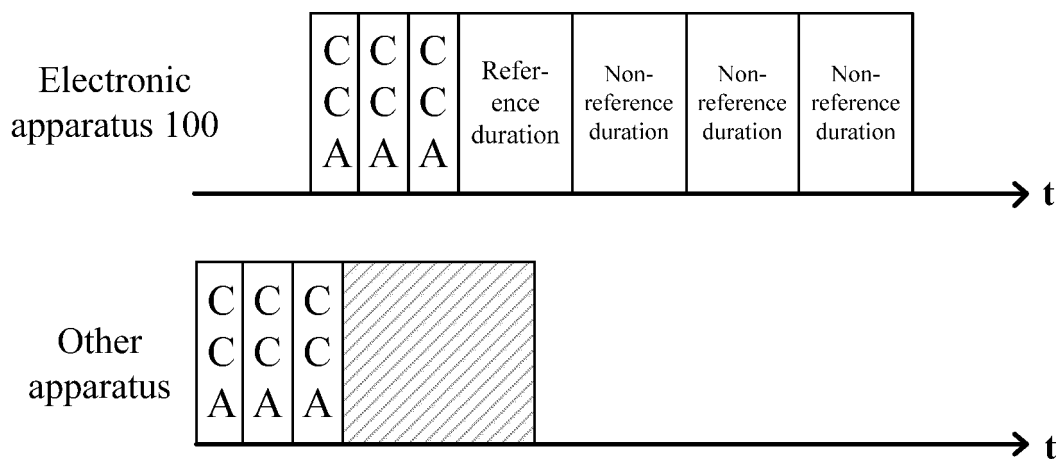 Electronic
apparatus 100
C C C
C C C
A A A
Refer-
ence
duration
Non-
reference
duration
Non-
reference
duration
Non-
reference
duration
t
Other
apparatus
C C C
C C C
A A A
t